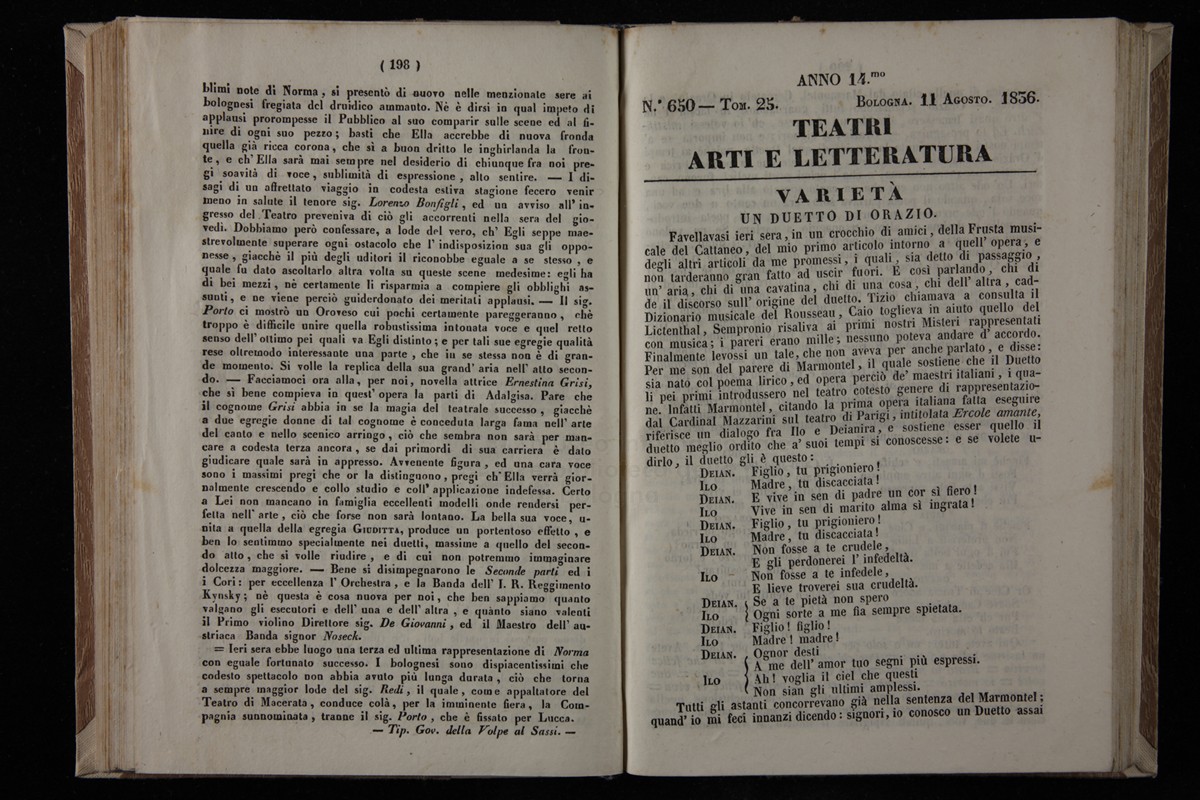 ( 198 )
blimi note di Norma, si presentò di nuovo nelle menzionate sere ai
bolognesi fregiata del druidico ammanto. Nè è dirsi in qual impeto di
applausi prorompesse il Pubblico al suo comparir sulle scene ed al fi-
nire di ogni suo pezzo; basti che Ella accrebbe di nuova fronda
quella già ricca corona, che sì a buon dritto le inghirlanda la fron-
te, e ch' Ella sarà mai sempre nel desiderio di chiunque fra noi pre-
gi soavità di voce, sublimità di espressione, alto sentire. — I di-
sagi di un affrettato viaggio in codesta estiva stagione fecero venir
meno in salute il tenore sig. Lorenzo Bonfigli, ed un avviso all' in-
gresso del Teatro preveniva di ciò gli accorrenti nella sera del gio-
vedi. Dobbiamo però confessare, a lode del vero, ch' Egli seppe mae-
strevolmente superare ogni ostacolo che l' indisposizion sua gli oppo-
nesse, giacchè il più degli uditori il riconobbe eguale a se stesso, e
quale fu dato ascoltarlo altra volta su queste scene medesime: egli ha
di bei mezzi, nè certamente li risparmia a compiere gli obblighi as-
sunti, e ne viene perciò guiderdonato dei meritati applausi. — Il sig.
Porto ci mostrò un Oroveso cui pochi certamente pareggeranno, chè
troppo è difficile unire quella robustissima intonata voce e quel retto
senso dell' ottimo pei quali va Egli distinto; e per tali sue egregie qualità
rese oltremodo interessante una parte, che in se stessa non è di gran-
de momento. Si volle la replica della sua grand' aria nell' atto secon-
do. — Facciamoci ora alla, per noi, novella attrice Ernestina Grisi,
che sì bene compieva in quest' opera la parti di Adalgisa. Pare che
il cognome Grisi abbia in se la magia del teatrale successo, giacchè
a due egregie donne di tal cognome è conceduta larga fama nell' arte
del canto e nello scenico arringo, ciò che sembra non sarà per man-
care a codesta terza ancora, se dai primordi di sua carriera è dato
giudicare quale sarà in appresso. Avvenente figura, ed una cara voce
sono i massimi pregi che or la distinguono, pregi ch' Ella verrà gior-
nalmente crescendo e collo studio e coll' applicazione indefessa. Certo
a Lei non mancano in famiglia eccellenti modelli onde rendersi per-
fetta nell' arte, ciò che forse non sarà lontano. La bella sua voce, u-
nita a quella della egregia GIUDITTA, produce un portentoso effetto, e
ben lo sentimmo specialmente nei duetti, massime a quello del secon-
do atto, che si volle riudire, e di cui non potremmo immaginare
dolcezza maggiore. — Bene si disimpegnarono le Seconde parti ed i
i Cori: per eccellenza l' Orchestra, e la Banda dell' I. R. Reggimento
Kynsky; nè questa è cosa nuova per noi, che ben sappiamo quanto
valgano gli esecutori e dell' una e dell' altra, e quanto siano valenti
il Primo violino Direttore sig. De Giovanni, ed il Maestro dell' au-
striaca Banda signor Noseck.
= Ieri sera ebbe luogo una terza ed ultima rappresentazione di Norma
con eguale fortunato successo. I bolognesi sono dispiacentissimi che
codesto spettacolo non abbia avuto più lunga durata, ciò che torna
a sempre maggior lode del sig. Redi, il quale, come appaltatore del
Teatro di Macerata, conduce colà, per la imminente fiera, la Com-
pagnia sunnominata, tranne il sig. Porto, che è fissato per Lucca.
— Tip. Gov. della Volpe al Sassi. —
ANNO 14.mo
N.° 650 — TOM. 25. BOLOGNA. 11 AGOSTO. 1836.
TEATRI
ARTI E LETTERATURA
VARIETÀ
UN DUETTO DI ORAZIO.
Favellavasi ieri sera, in un crocchio di amici, della Frusta musi-
cale del Cattaneo, del mio primo articolo intorno a quell' opera, e
degli altri articoli da me promessi, i quali, sia detto di passaggio,
non tarderanno gran fatto ad uscir fuori. E così parlando, chi di
un' aria, chi di una cavatina, chi di una cosa, chi dell' altra, cad-
de il discorso sull' origine del duetto. Tizio chiamava a consulta il
Dizionario musicale del Rousseau, Caio toglieva in aiuto quello del
Lictenthal, Sempronio risaliva ai primi nostri Misteri rappresentati
con musica; i pareri erano mille; nessuno poteva andare d' accordo.
Finalmente levossi un tale, che non aveva per anche parlato, e disse:
Per me son del parere di Marmontel, il quale sostiene che il Duetto
sia nato col poema lirico, ed opera perciò de' maestri italiani, i qua-
li pei primi introdussero nel teatro cotesto genere di rappresentazio-
ne. Infatti Marmontel, citando la prima opera italiana fatta eseguire
dal Cardinal Mazzarini sul teatro di Parigi, intitolata Ercole amante,
riferisce un dialogo fra Ilo e Deianira, e sostiene esser quello il
duetto meglio ordito che a' suoi tempi si conoscesse: e se volete u-
dirlo, il duetto gli è questo:
DEIAN. Figlio, tu prigioniero!
ILO Madre, tu discacciata!
DEIAN. E vive in sen di padre un cor sì fiero!
ILO Vive in sen di marito alma sì ingrata!
DEIAN. Figlio, tu prigioniero!
ILO Madre, tu discacciata!
DEIAN. Non fosse a te crudele,
E gli perdonerei l' infedeltà.
ILO Non fosse a te infedele,
E lieve troverei sua crudeltà.
DEIAN. { Se a te pietà non spero
ILO { Ogni sorte a me fia sempre spietata.
DEIAN. Figlio! figlio!
ILO Madre! madre!
DEIAN. { Ognor desti
A me dell' amor tuo segni più espressi.
ILO { Ah! voglia il ciel che questi
Non sian gli ultimi amplessi.
Tutti gli astanti concorrevano già nella sentenza del Marmontel;
quand' io mi feci innanzi dicendo: signori, io conosco un Duetto assai